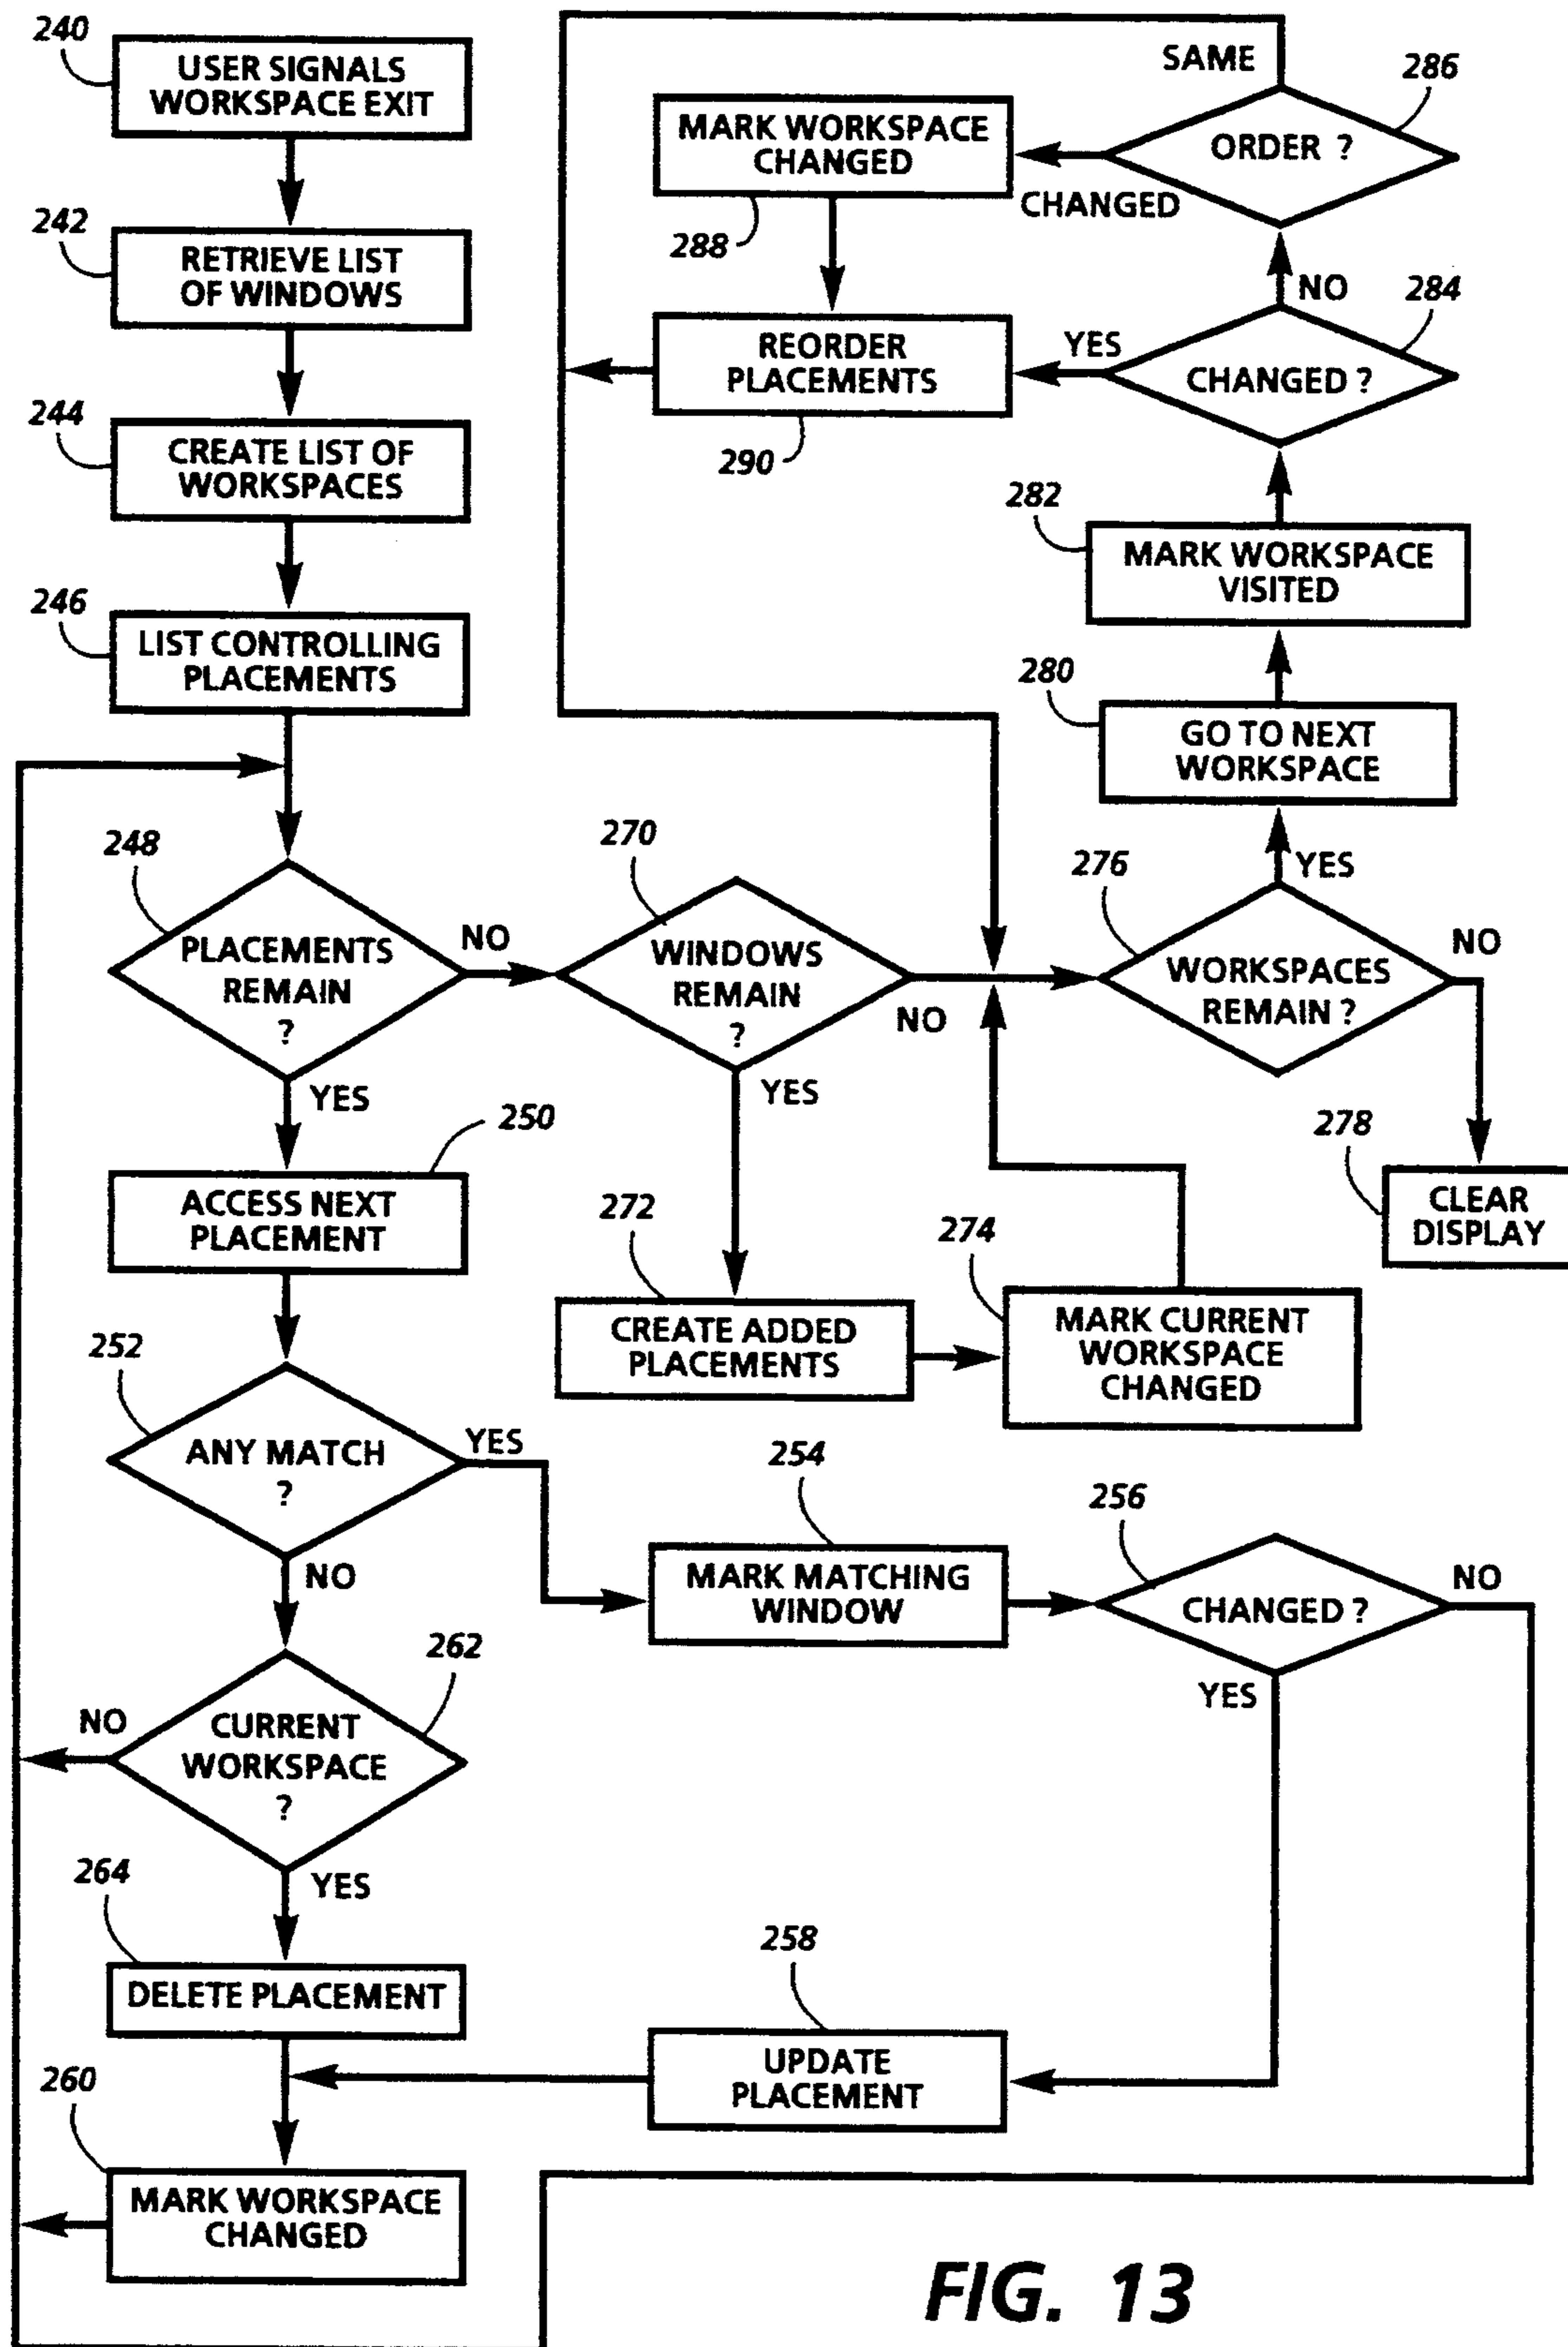 240
USER SIGNALS
WORKSPACE EXIT
242
RETRIEVE LIST
OF WINDOWS
244
CREATE LIST OF
WORKSPACES
246
LIST CONTROLLING
PLACEMENTS
248
PLACEMENTS
REMAIN
?
NO
YES
250
ACCESS NEXT
PLACEMENT
252
ANY MATCH
?
YES
NO
262
CURRENT
WORKSPACE
?
NO
YES
264
DELETE PLACEMENT
260
MARK WORKSPACE
CHANGED
254
MARK MATCHING
WINDOW
256
CHANGED ?
NO
YES
258
UPDATE
PLACEMENT
270
WINDOWS
REMAIN
?
NO
YES
272
CREATE ADDED
PLACEMENTS
274
MARK CURRENT
WORKSPACE
CHANGED
276
WORKSPACES
REMAIN ?
YES
NO
278
CLEAR
DISPLAY
280
GO TO NEXT
WORKSPACE
282
MARK WORKSPACE
VISITED
284
CHANGED ?
YES
NO
286
ORDER ?
SAME
CHANGED
288
MARK WORKSPACE
CHANGED
290
REORDER
PLACEMENTS
FIG. 13